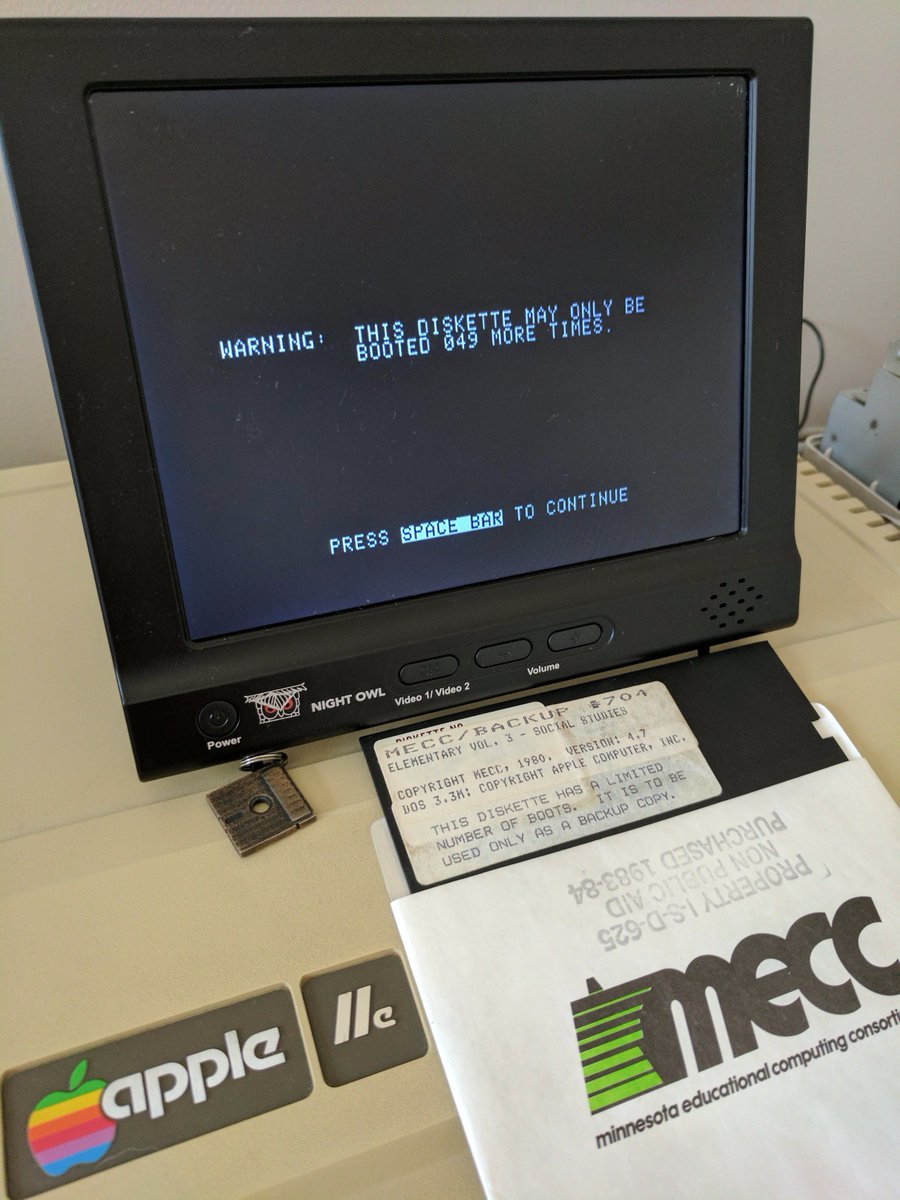 WARNING: THIS DISKETTE MAY ONLY BE
BOOTED 049 MORE TIMES.
PRESS SPACE BAR TO CONTINUE
Power
NIGHT OWL
Video 1/ Video 2
Volume
DISKETTE NO.
MECC/BACKUP #704
ELEMENTARY VOL. 3 - SOCIAL STUDIES
COPYRIGHT MECC, 1980, VERSION: 4.7
DOS 3.3M: COPYRIGHT APPLE COMPUTER, INC.
THIS DISKETTE HAS A LIMITED
NUMBER OF BOOTS. IT IS TO BE
USED ONLY AS A BACKUP COPY.
PROPERTY I-S-D-625
NON PUBLIC AID
PURCHASED 1983-84
mecc
minnesota educational computing consorti
apple
IIe